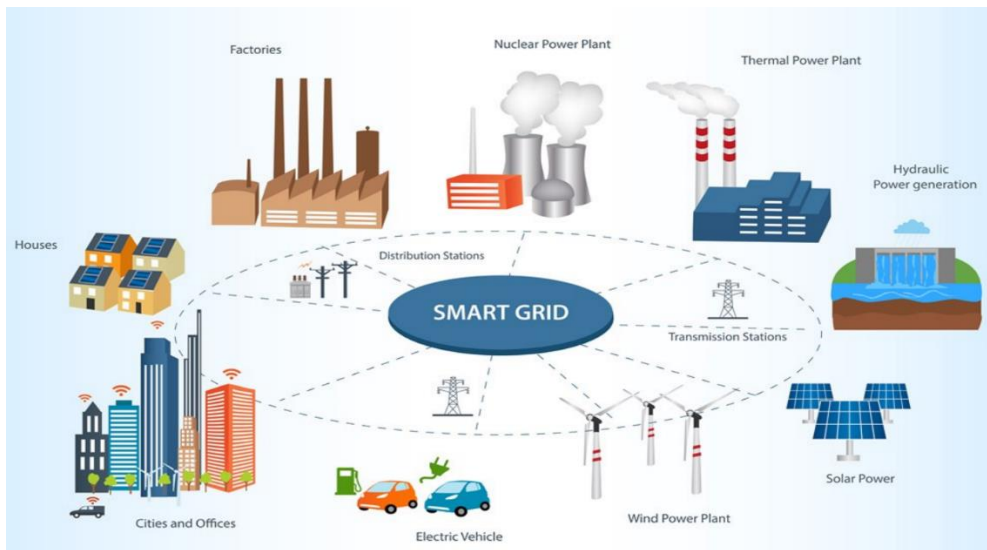 Nuclear Power Plant
Factories
Thermal Power Plant
Hydraulic
Power generation
Houses
Distribution Stations
SMART GRID
Transmission Stations
Solar Power
Cities and Offices
Wind Power Plant
Electric Vehicle